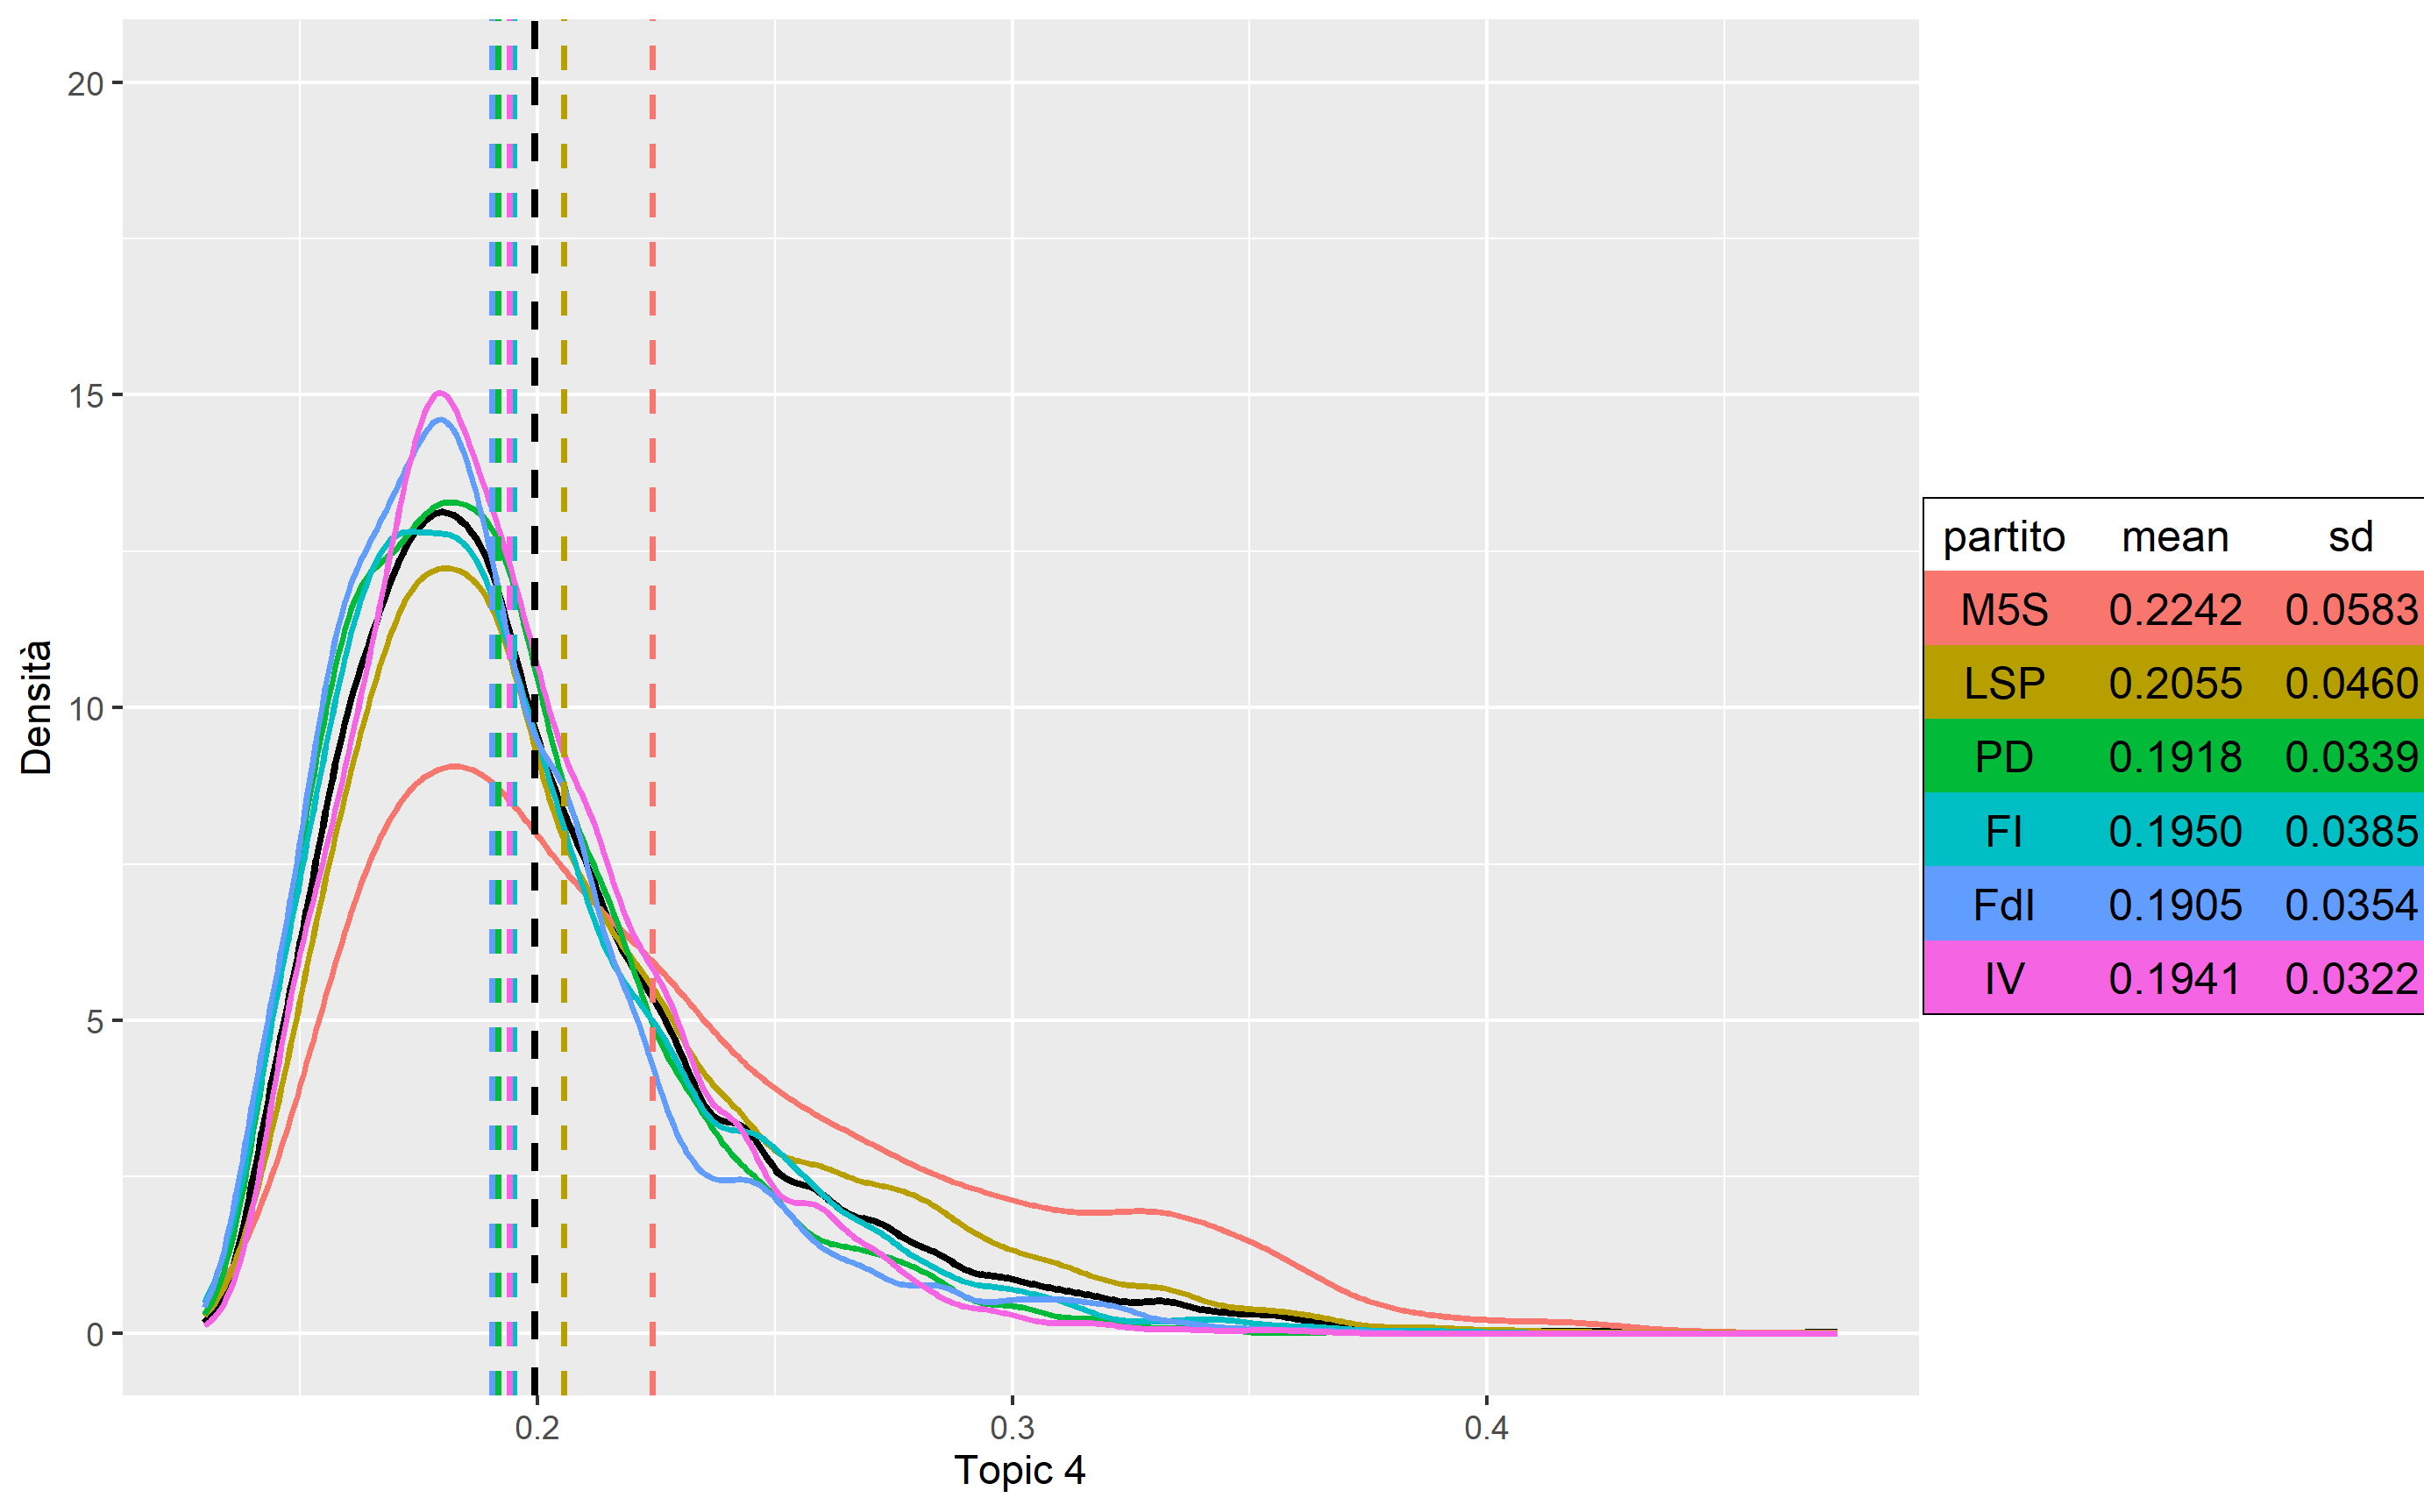 20
15
10
5
0
Densità
0.2 0.3 0.4
Topic 4
partito mean sd
M5S 0.2242 0.0583
LSP 0.2055 0.0460
PD 0.1918 0.0339
FI 0.1950 0.0385
FdI 0.1905 0.0354
IV 0.1941 0.0322